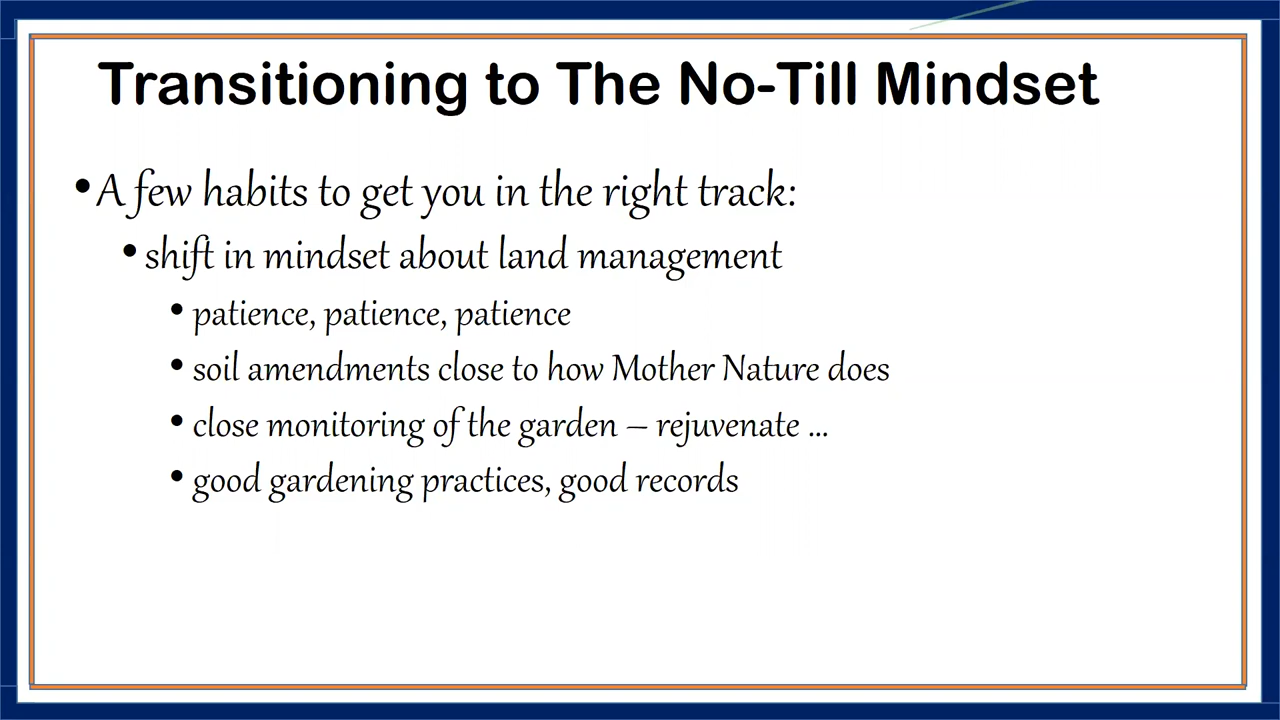 Transitioning to The No-Till Mindset
•A few habits to get you in the right track:
•shift in mindset about land management
•patience, patience, patience
•soil amendments close to how Mother Nature does
•close monitoring of the garden – rejuvenate ...
•good gardening practices, good records